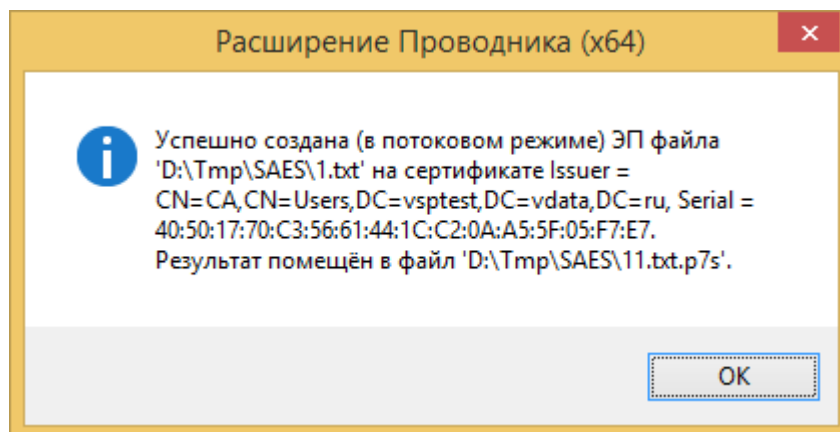 Расширение Проводника (x64)
Успешно создана (в потоковом режиме) ЭП файла
'D:\Tmp\SAES\1.txt' на сертификате Issuer =
CN=CA,CN=Users,DC=vsptest,DC=vdata,DC=ru, Serial =
40:50:17:70:C3:56:61:44:1C:C2:0A:A5:5F:05:F7:E7.
Результат помещён в файл 'D:\Tmp\SAES\11.txt.p7s'.
OK